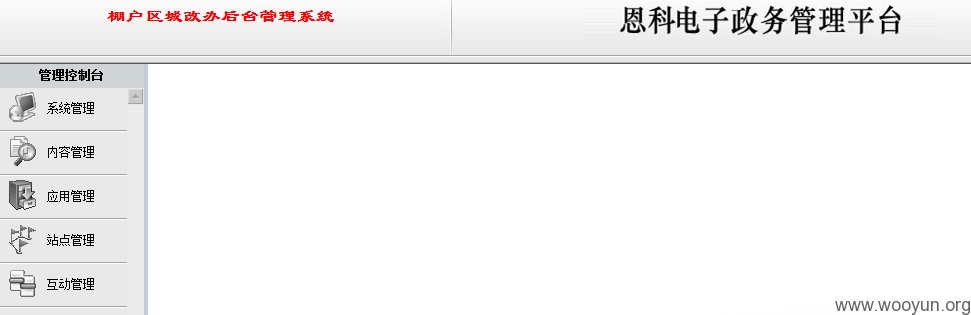 棚户区城改办后台管理系统
恩科电子政务管理平台
管理控制台
系统管理
内容管理
应用管理
站点管理
互动管理
www.wooyun.org